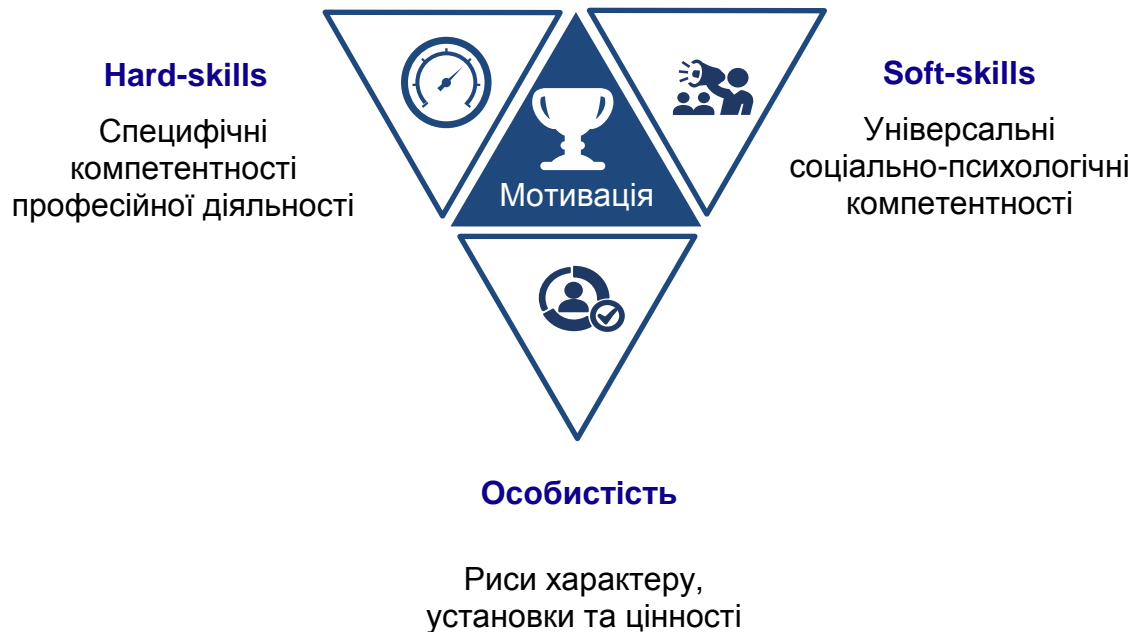 Hard-skills
Специфічні
компетентності
професійної діяльності
Мотивація
Soft-skills
Універсальні
соціально-психологічні
компетентності
Особистість
Риси характеру,
установки та цінності